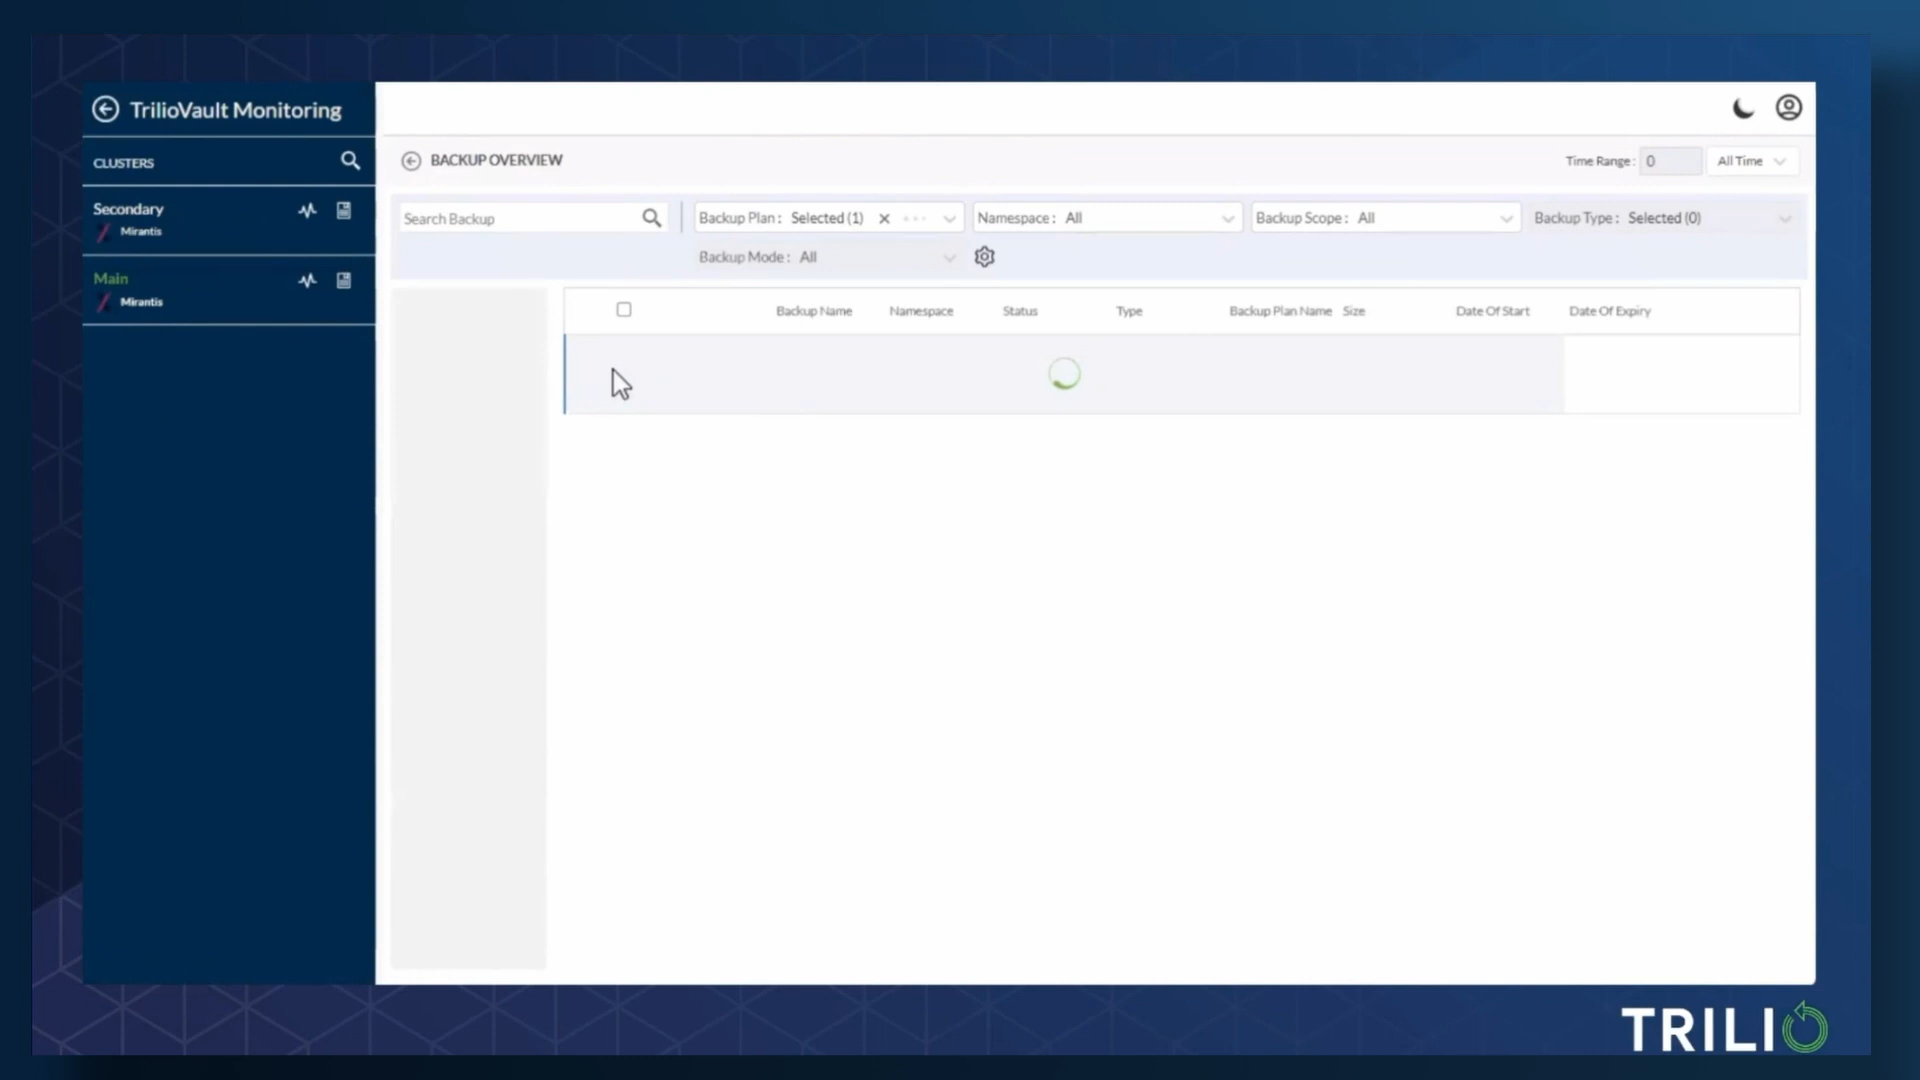 TrilioVault Monitoring
CLUSTERS
Secondary
Mirantis
Main
Mirantis
BACKUP OVERVIEW
Time Range: 0 All Time
Search Backup
Backup Plan: Selected (1)
Namespace: All
Backup Scope: All
Backup Type: Selected (0)
Backup Mode: All
Backup Name Namespace Status Type Backup Plan Name Size Date Of Start Date Of Expiry
TRILIO